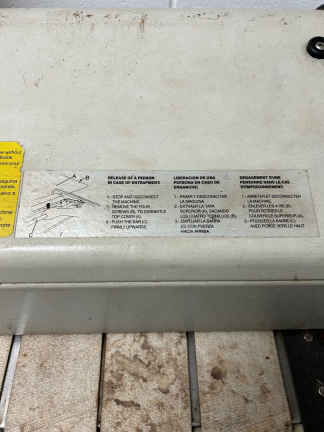 RELEASE OF A PERSON
IN CASE OF ENTRAPMENT:
1.- STOP AND DISCONNECT
THE MACHINE.
2.- REMOVE THE FOUR
SCREWS (B), TO DISMANTLE
TOP COVER (A).
3.- PUSH THE BAR (C)
FIRMLY UPWARDS.
LIBERACION DE UNA
PERSONA EN CASO DE
ENGANCHE:
1.- PARAR Y DESCONECTAR
LA MAQUINA.
2.- EXTRAER LA TAPA
SUPERIOR (A), SACANDO
LOS CUATRO TORNILLOS (B).
3.- EMPUJAR LA BARRA
(C) CON FUERZA
HACIA ARRIBA.
DEGAGEMENT D'UNE
PERSONNE DANS LE CAS
1.- ARRETER ET DECONNECTER
LA MACHINE.
2.- ENLEVER LES 4 VIS (B),
POUR RETIRER LE
COUVERCLE SUPERIEUR (A).
3.- POUSSER LA BARRE (C)
AVEC FORCE VERS LE HAUT.
A
B
C
without